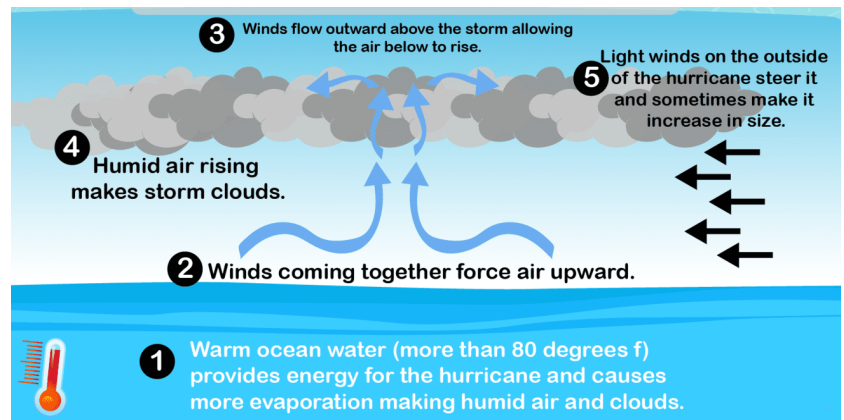 3 Winds flow outward above the storm allowing
the air below to rise.
5 Light winds on the outside
of the hurricane steer it
and sometimes make it
increase in size.
4 Humid air rising
makes storm clouds.
2 Winds coming together force air upward.
1 Warm ocean water (more than 80 degrees f)
provides energy for the hurricane and causes
more evaporation making humid air and clouds.